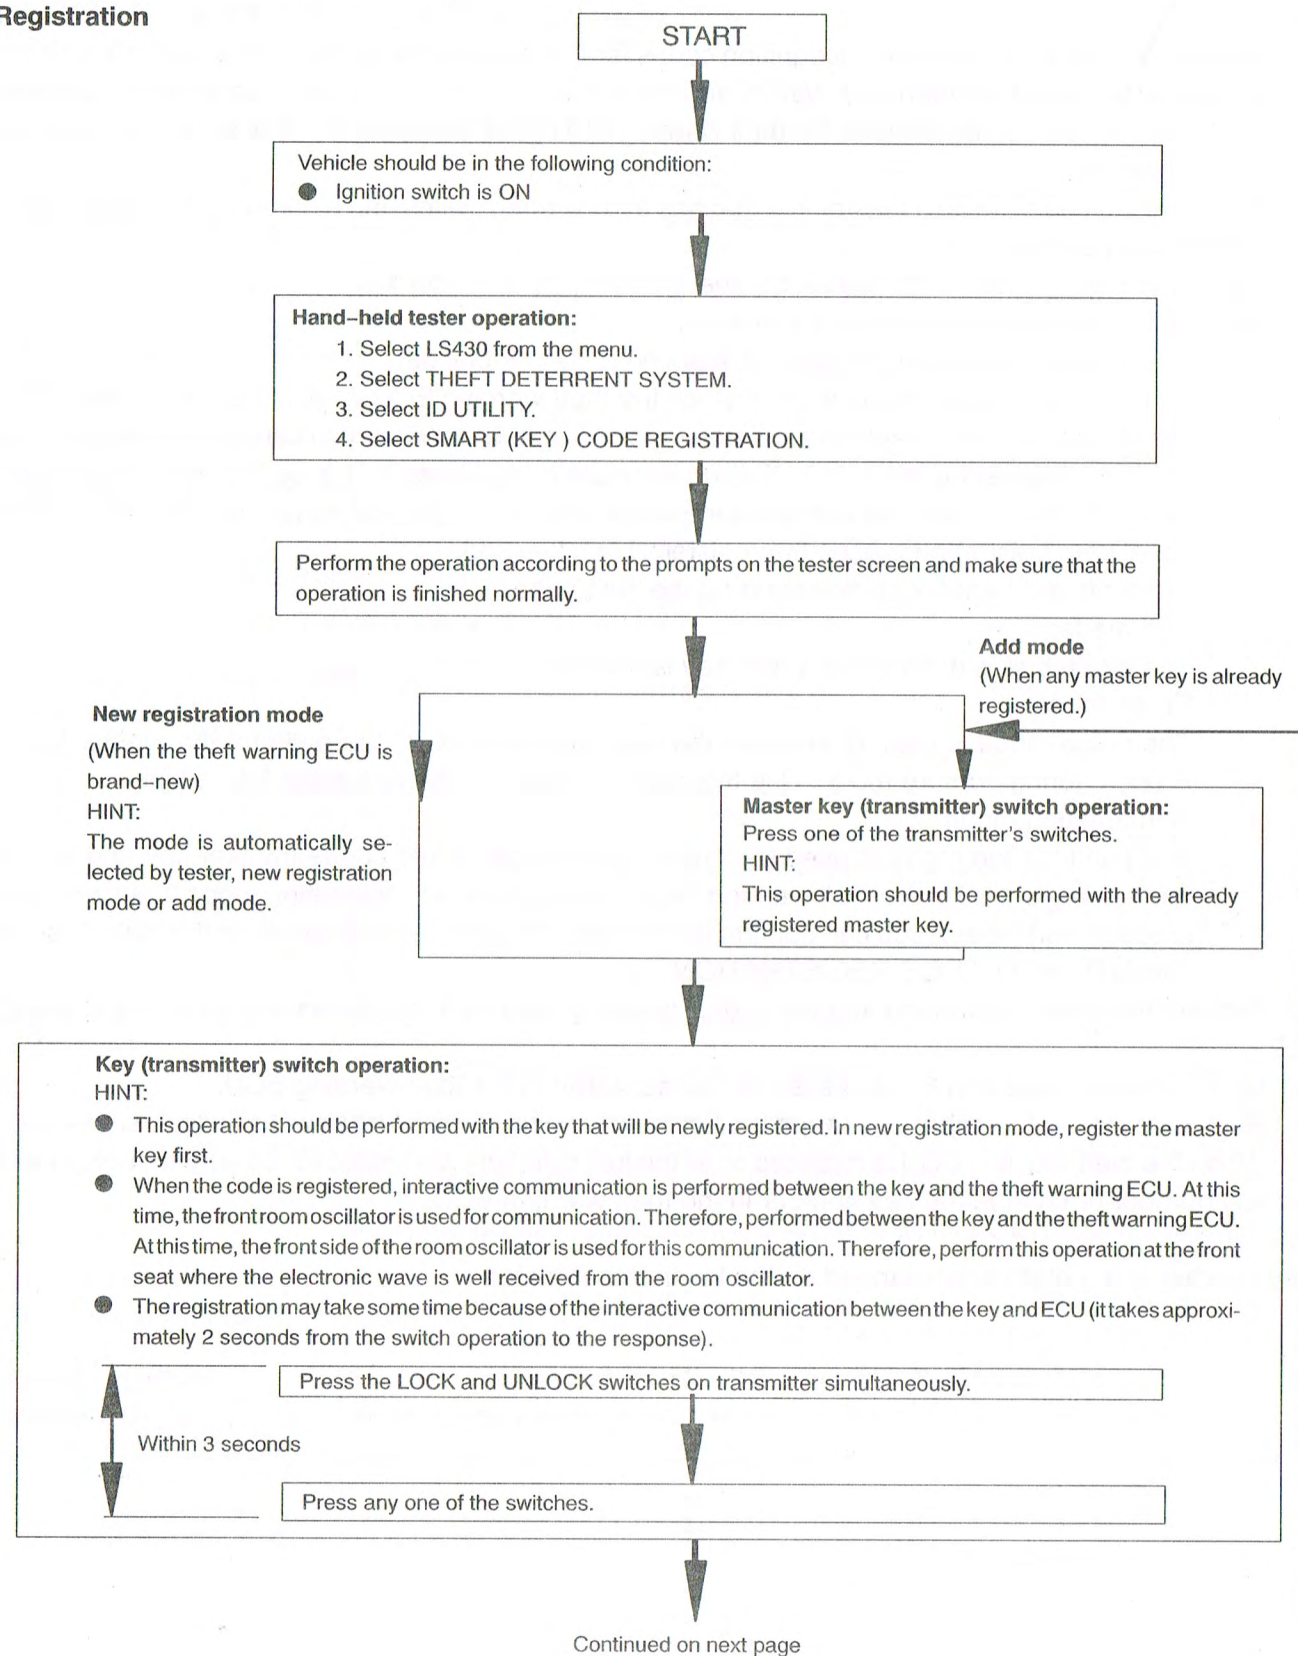 Registration
START
Vehicle should be in the following condition:
● Ignition switch is ON
Hand–held tester operation:
1. Select LS430 from the menu.
2. Select THEFT DETERRENT SYSTEM.
3. Select ID UTILITY.
4. Select SMART (KEY ) CODE REGISTRATION.
Perform the operation according to the prompts on the tester screen and make sure that the
operation is finished normally.
Add mode
(When any master key is already
registered.)
New registration mode
(When the theft warning ECU is
brand–new)
HINT:
The mode is automatically se-
lected by tester, new registration
mode or add mode.
Master key (transmitter) switch operation:
Press one of the transmitter's switches.
HINT:
This operation should be performed with the already
registered master key.
Key (transmitter) switch operation:
HINT:
● This operation should be performed with the key that will be newly registered. In new registration mode, register the master
key first.
● When the code is registered, interactive communication is performed between the key and the theft warning ECU. At this
time, the front room oscillator is used for communication. Therefore, performed between the key and the theft warning ECU.
At this time, the front side of the room oscillator is used for this communication. Therefore, perform this operation at the front
seat where the electronic wave is well received from the room oscillator.
● The registration may take some time because of the interactive communication between the key and ECU (it takes approxi-
mately 2 seconds from the switch operation to the response).
Press the LOCK and UNLOCK switches on transmitter simultaneously.
Within 3 seconds
Press any one of the switches.
Continued on next page